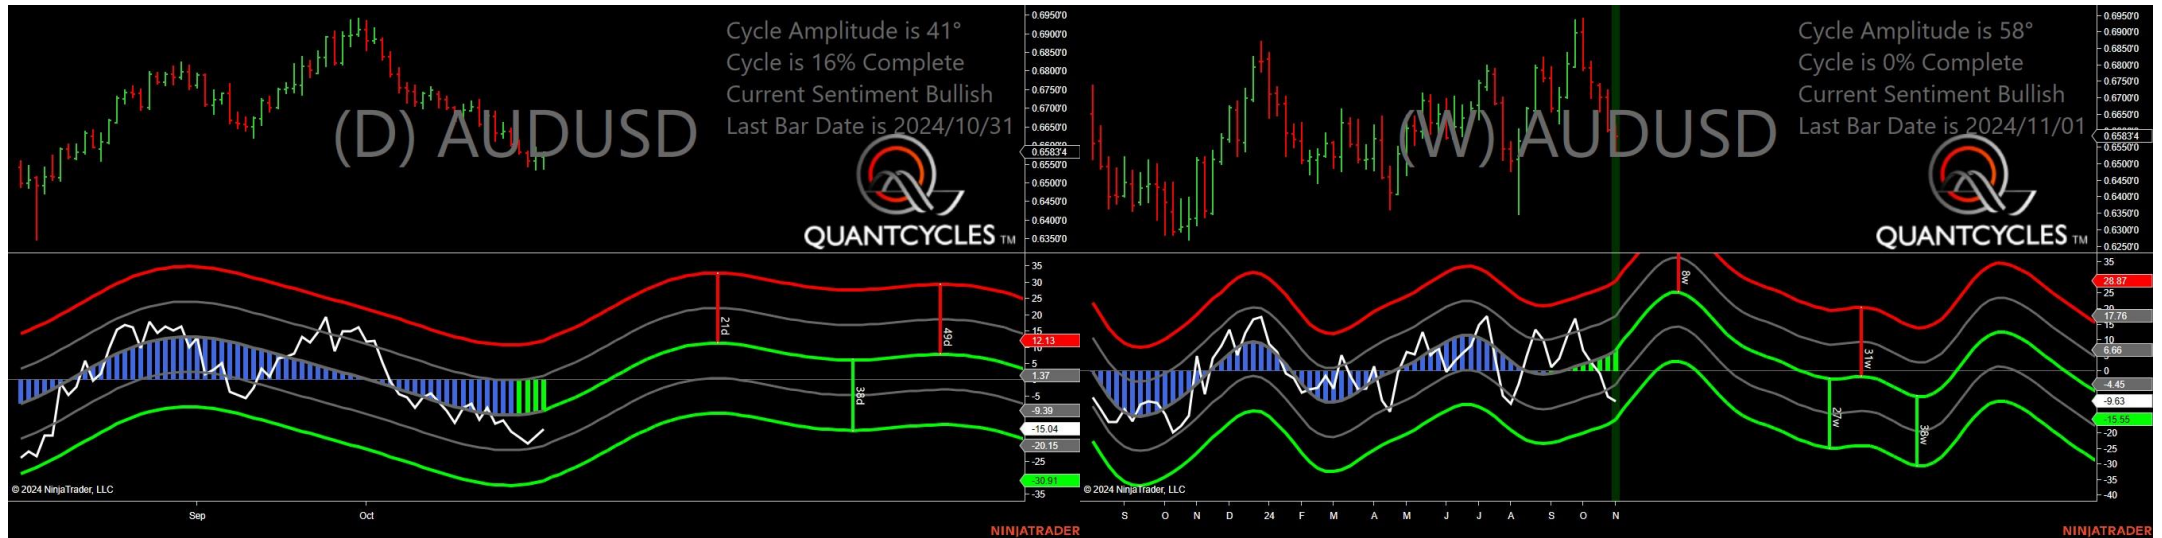 Cycle Amplitude is 41°
Cycle is 16% Complete
Current Sentiment Bullish
Last Bar Date is 2024/10/31
(D) AUDUSD
QUANTCYCLES TM
0.6950'0
0.6900'0
0.6850'0
0.6800'0
0.6750'0
0.6700'0
0.6650'0
0.6583'4
0.6550'0
0.6500'0
0.6450'0
0.6400'0
0.6350'0
35
30
25
20
15
12.13
5
1.37
-5
-9.39
-15.04
-20.15
-25
-30.91
-35
21d
38d
49d
© 2024 NinjaTrader, LLC
Sep
Oct
NINJATRADER
Cycle Amplitude is 58°
Cycle is 0% Complete
Current Sentiment Bullish
Last Bar Date is 2024/11/01
(W) AUDUSD
QUANTCYCLES TM
0.6950'0
0.6900'0
0.6850'0
0.6800'0
0.6750'0
0.6700'0
0.6650'0
0.6583'4
0.6550'0
0.6500'0
0.6450'0
0.6400'0
0.6350'0
0.6300'0
0.6250'0
35
28.87
25
17.76
15
10
6.66
0
-4.45
-9.63
-15.55
-20
-25
-30
-35
-40
8w
27w
31w
38w
© 2024 NinjaTrader, LLC
S
O
N
D
24
F
M
A
M
J
J
A
S
O
N
NINJATRADER